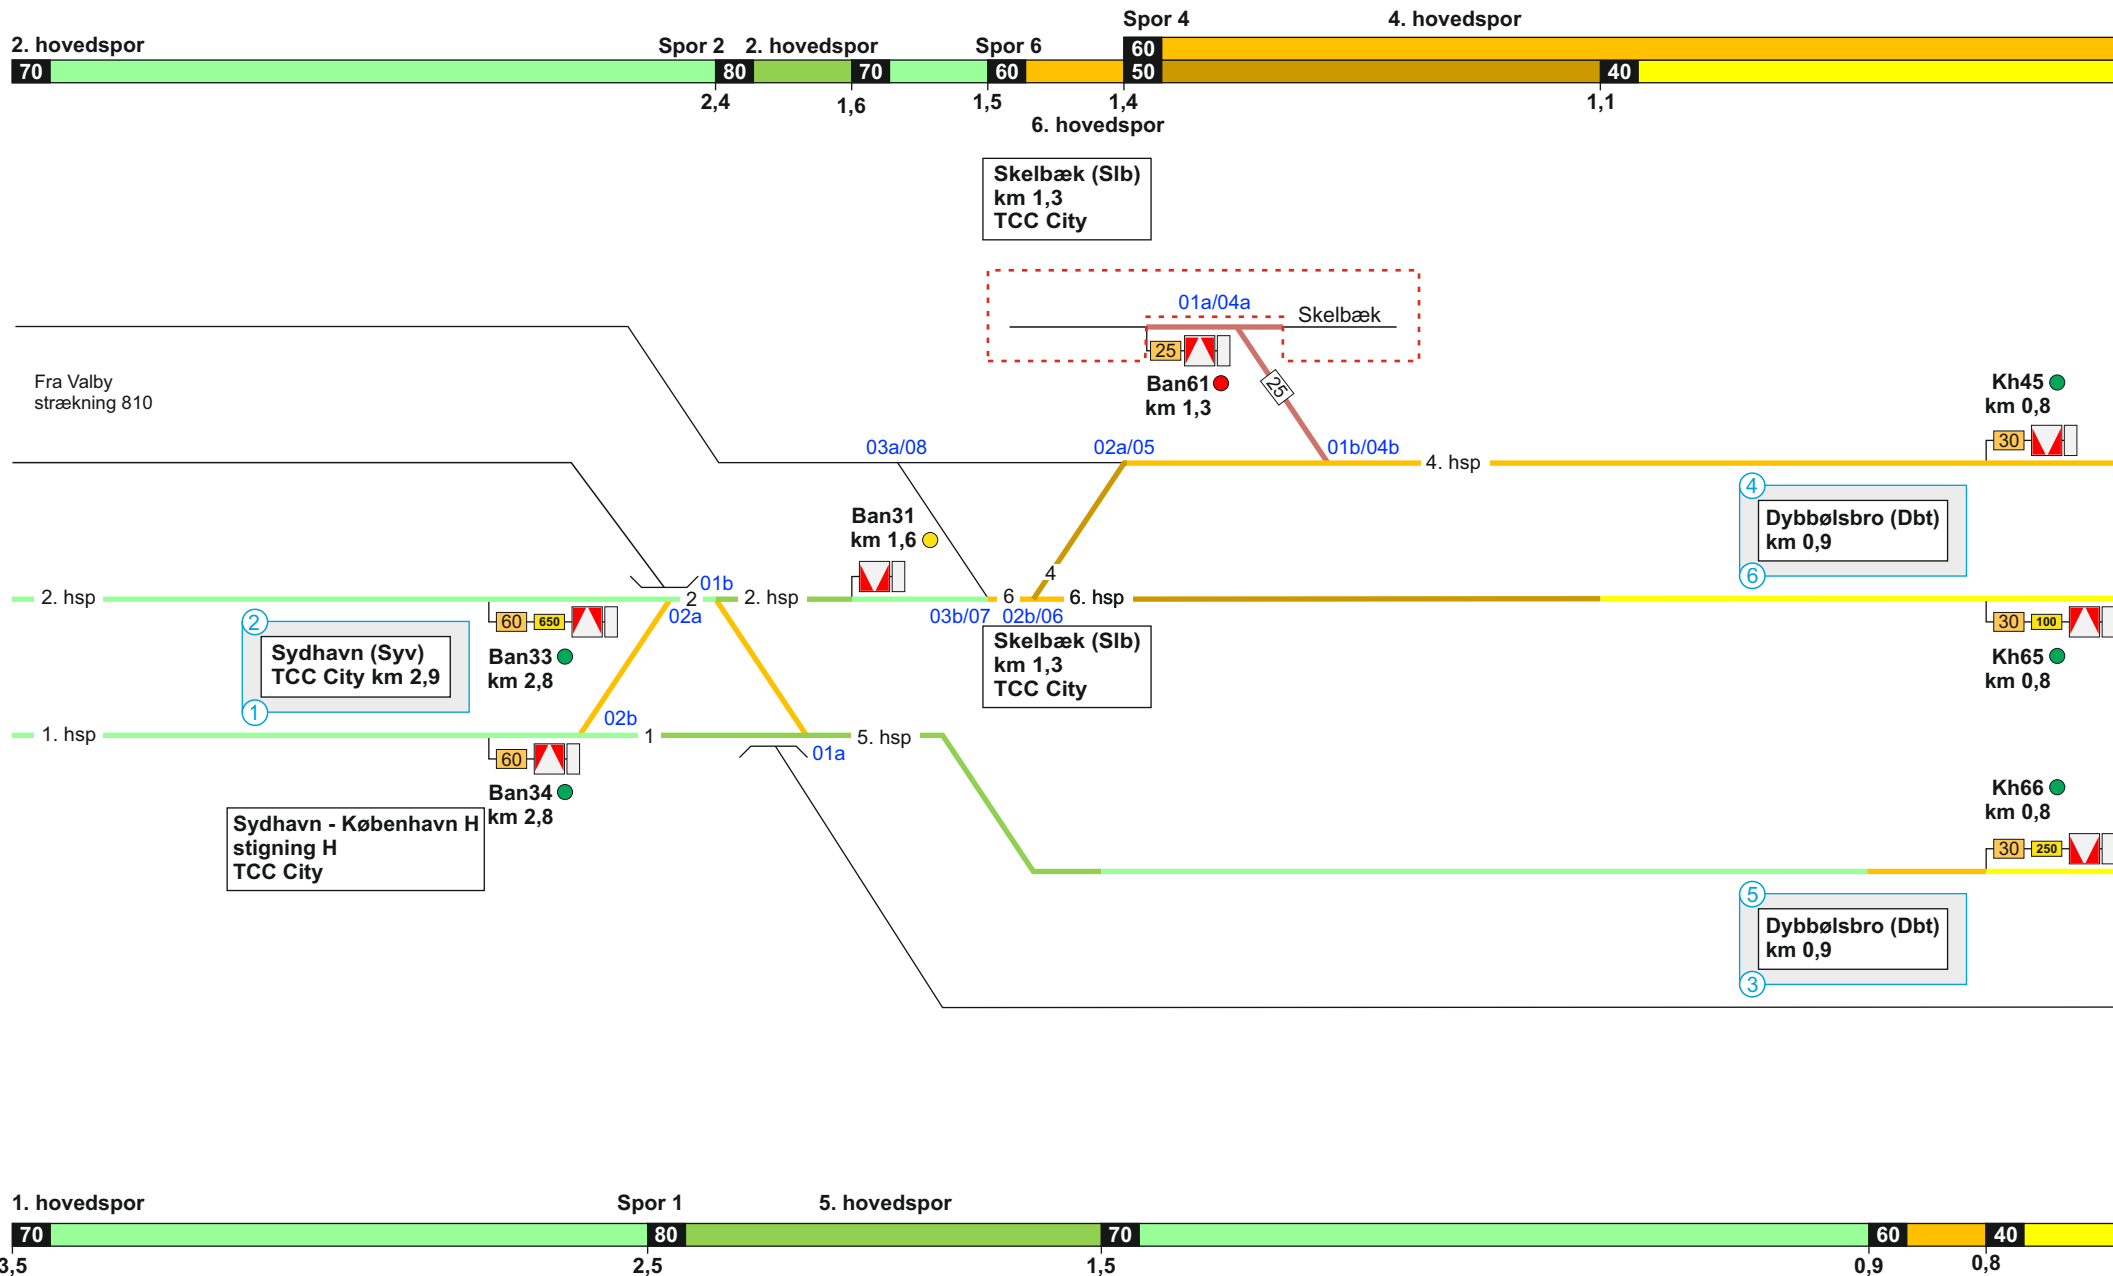 Spor 4
4. hovedspor
2. hovedspor
Spor 2
2. hovedspor
Spor 6
60
70
80
70
60
50
40
2,4
1,6
1,5
1,4
1,1
6. hovedspor
Skelbæk (Slb)
km 1,3
TCC City
01a/04a
Skelbæk
25
Ban61
km 1,3
25
Fra Valby
strækning 810
Kh45
km 0,8
30
03a/08
02a/05
01b/04b
4. hsp
4
Dybbølsbro (Dbt)
km 0,9
6
Ban31
km 1,6
4
01b
2. hsp
2
2. hsp
6
6. hsp
02a
03b/07
02b/06
2
Sydhavn (Syv)
TCC City km 2,9
1
60
650
Ban33
km 2,8
Skelbæk (Slb)
km 1,3
TCC City
30
100
Kh65
km 0,8
02b
1. hsp
1
5. hsp
01a
60
Ban34
km 2,8
Sydhavn - København H
stigning H
TCC City
Kh66
km 0,8
30
250
5
Dybbølsbro (Dbt)
km 0,9
3
1. hovedspor
Spor 1
5. hovedspor
70
80
70
60
40
3,5
2,5
1,5
0,9
0,8